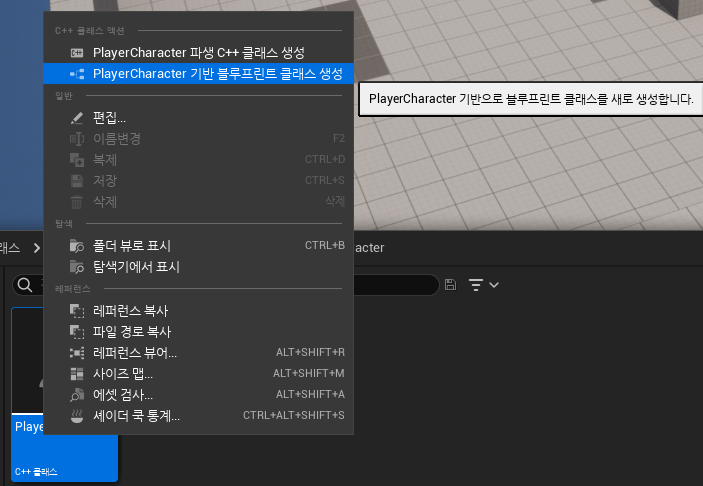 C++ 클래스 액션
PlayerCharacter 파생 C++ 클래스 생성
PlayerCharacter 기반 블루프린트 클래스 생성
PlayerCharacter 기반으로 블루프린트 클래스를 새로 생성합니다.
일반
편집...
이름변경 F2
복제 CTRL+D
저장 CTRL+S
삭제 삭제
탐색
폴더 뷰로 표시 CTRL+B
탐색기에서 표시
레퍼런스
레퍼런스 복사
파일 경로 복사
레퍼런스 뷰어... ALT+SHIFT+R
사이즈 맵... ALT+SHIFT+M
에셋 검사... ALT+SHIFT+A
셰이더 쿡 통계... CTRL+ALT+SHIFT+S
래스
acter
Playe
C++ 클래스